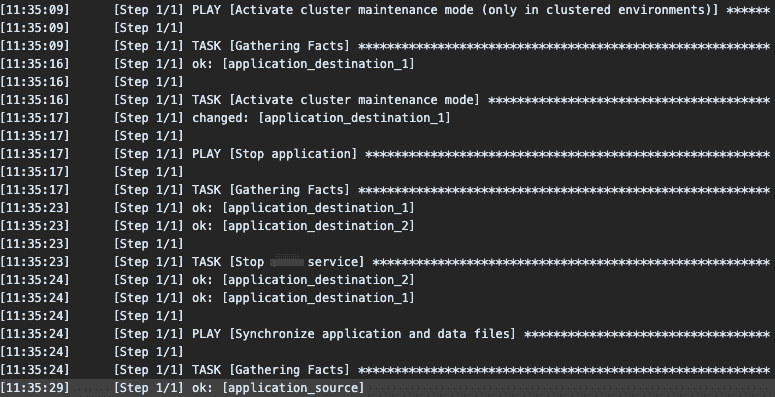 [11:35:09] [Step 1/1] PLAY [Activate cluster maintenance mode (only in clustered environments)] ******
[11:35:09] [Step 1/1]
[11:35:09] [Step 1/1] TASK [Gathering Facts] *********************************************************
[11:35:16] [Step 1/1] ok: [application_destination_1]
[11:35:16] [Step 1/1]
[11:35:16] [Step 1/1] TASK [Activate cluster maintenance mode] ***************************************
[11:35:17] [Step 1/1] changed: [application_destination_1]
[11:35:17] [Step 1/1]
[11:35:17] [Step 1/1] PLAY [Stop application] ********************************************************
[11:35:17] [Step 1/1]
[11:35:17] [Step 1/1] TASK [Gathering Facts] *********************************************************
[11:35:23] [Step 1/1] ok: [application_destination_1]
[11:35:23] [Step 1/1] ok: [application_destination_2]
[11:35:23] [Step 1/1]
[11:35:23] [Step 1/1] TASK [Stop service] *******************************************************
[11:35:24] [Step 1/1] ok: [application_destination_2]
[11:35:24] [Step 1/1] ok: [application_destination_1]
[11:35:24] [Step 1/1]
[11:35:24] [Step 1/1] PLAY [Synchronize application and data files] **********************************
[11:35:24] [Step 1/1]
[11:35:24] [Step 1/1] TASK [Gathering Facts] *********************************************************
[11:35:29] [Step 1/1] ok: [application_source]